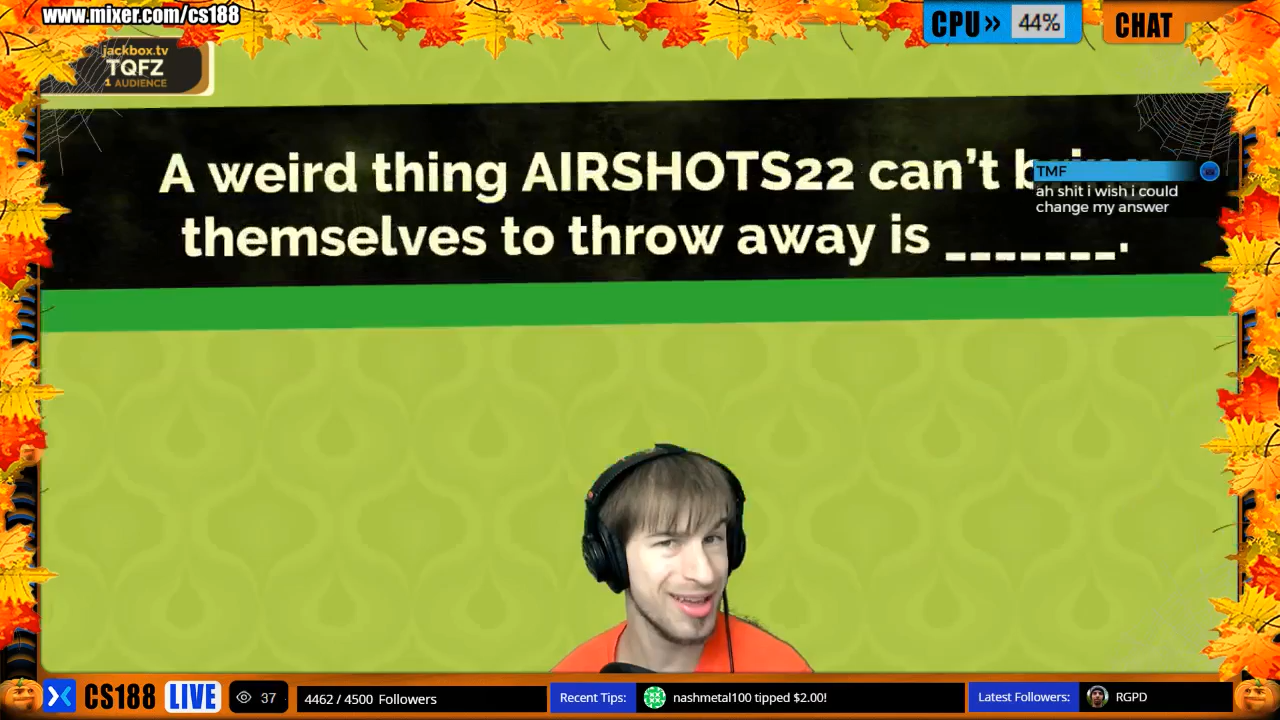 www.mixer.com/cs188
CPU»
44%
CHAT
jackbox.tv
TQFZ
1 AUDIENCE
A weird thing AIRSHOTS22 can't
themselves to throw away is _______.
TMF
ah shit i wish i could
change my answer
CS188 LIVE
37
4462 / 4500 Followers
Recent Tips:
nashmetal100 tipped $2.00!
Latest Followers:
RGPD